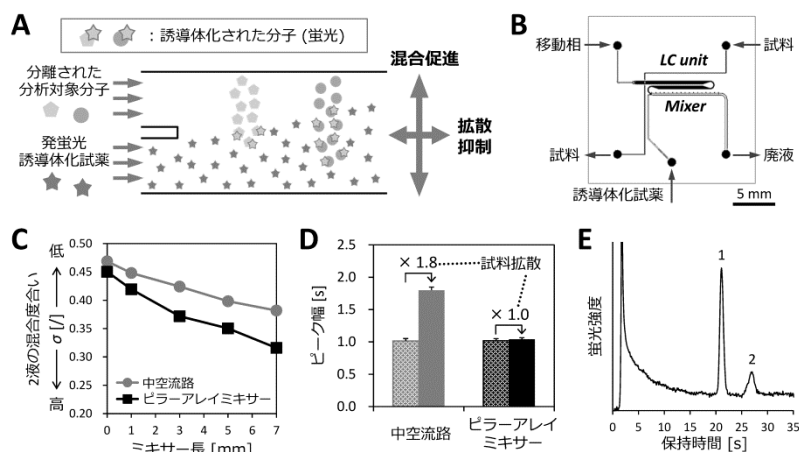 A
: 誘導体化された分子 (蛍光)
分離された
分析対象分子
発蛍光
誘導体化試薬
混合促進
拡散
抑制
B
移動相
試料
LC unit
Mixer
試料
廃液
誘導体化試薬
5 mm
C
2液の混合度合い
σ [/]
低
高
0.50
0.45
0.40
0.35
0.30
0.25
0.20
中空流路
ピラーアレイミキサー
0 1 2 3 4 5 6 7
ミキサー長 [mm]
D
ピーク幅 [s]
2.5
2.0
1.5
1.0
0.5
0.0
× 1.8
試料拡散
× 1.0
中空流路
ピラーアレイ
ミキサー
E
蛍光強度
1
2
0 5 10 15 20 25 30 35
保持時間 [s]